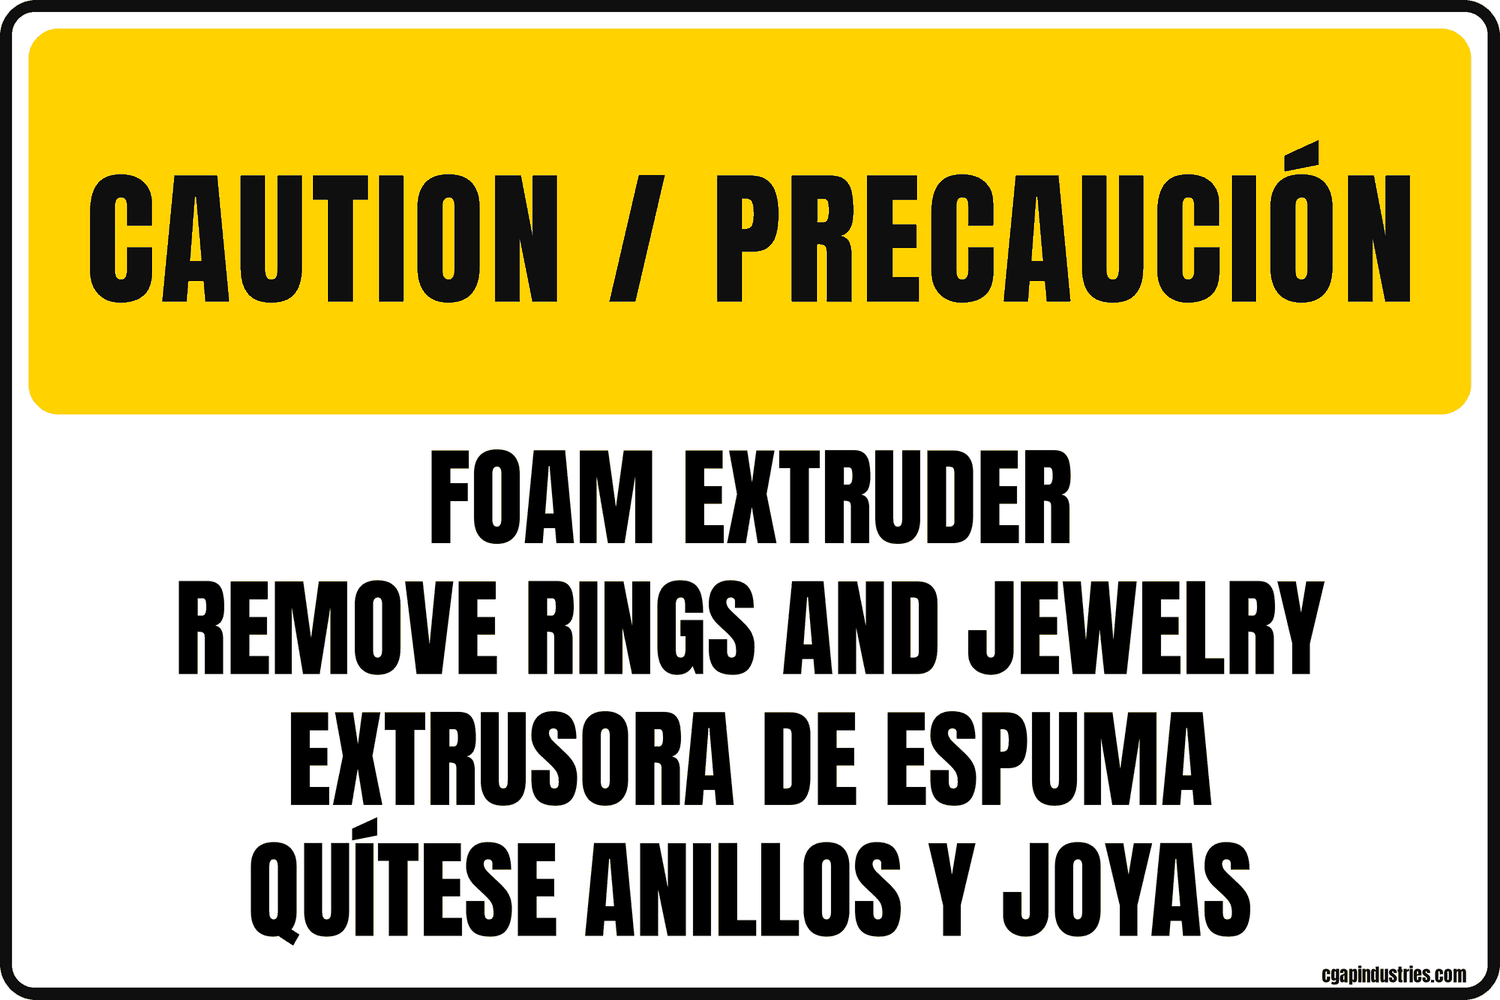 CAUTION / PRECAUCIÓN
FOAM EXTRUDER
REMOVE RINGS AND JEWELRY
EXTRUSORA DE ESPUMA
QUÍTESE ANILLOS Y JOYAS
cgapindustries.com